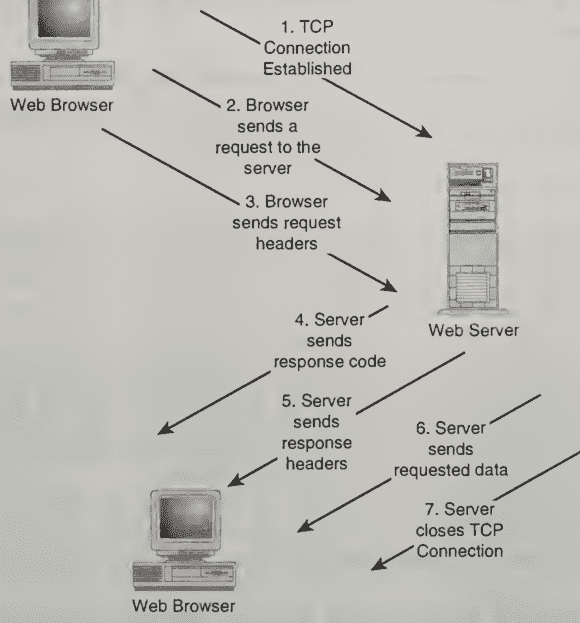 1. TCP
Connection
Established
Web Browser
2. Browser
sends a
request to the
server
3. Browser
sends request
headers
Web Server
4. Server
sends
response code
5. Server
sends
response
headers
6. Server
sends
requested data
7. Server
closes TCP
Connection
Web Browser